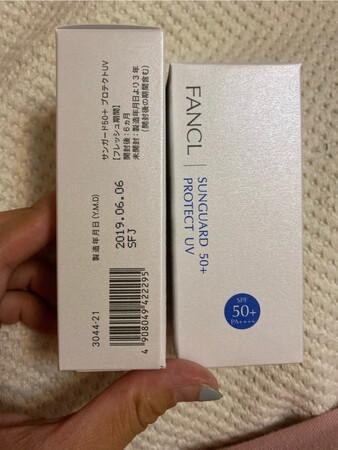 サンガード50+ プロテクトUV
【フレッシュ期間】
開封後：6ヵ月
未開封：製造年月日より3年
(開封後の期間含む)
製造年月日(Y.M.D)
2019.06.06
SFJ
3044-21
4 908049 422295
FANCL
SUNGUARD 50+
PROTECT UV
SPF
50+
PA++++